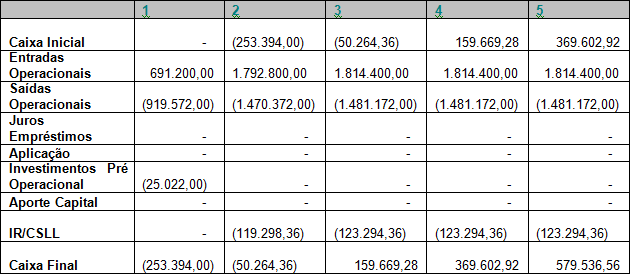 1 2 3 4 5
Caixa Inicial - (253.394,00) (50.264,36) 159.669,28 369.602,92
Entradas
Operacionais 691.200,00 1.792.800,00 1.814.400,00 1.814.400,00 1.814.400,00
Saídas
Operacionais (919.572,00) (1.470.372,00) (1.481.172,00) (1.481.172,00) (1.481.172,00)
Juros
Empréstimos - - - - -
Aplicação - - - - -
Investimentos Pré
Operacional (25.022,00) - - - -
Aporte Capital - - - - -
IR/CSLL - (119.298,36) (123.294,36) (123.294,36) (123.294,36)
Caixa Final (253.394,00) (50.264,36) 159.669,28 369.602,92 579.536,56